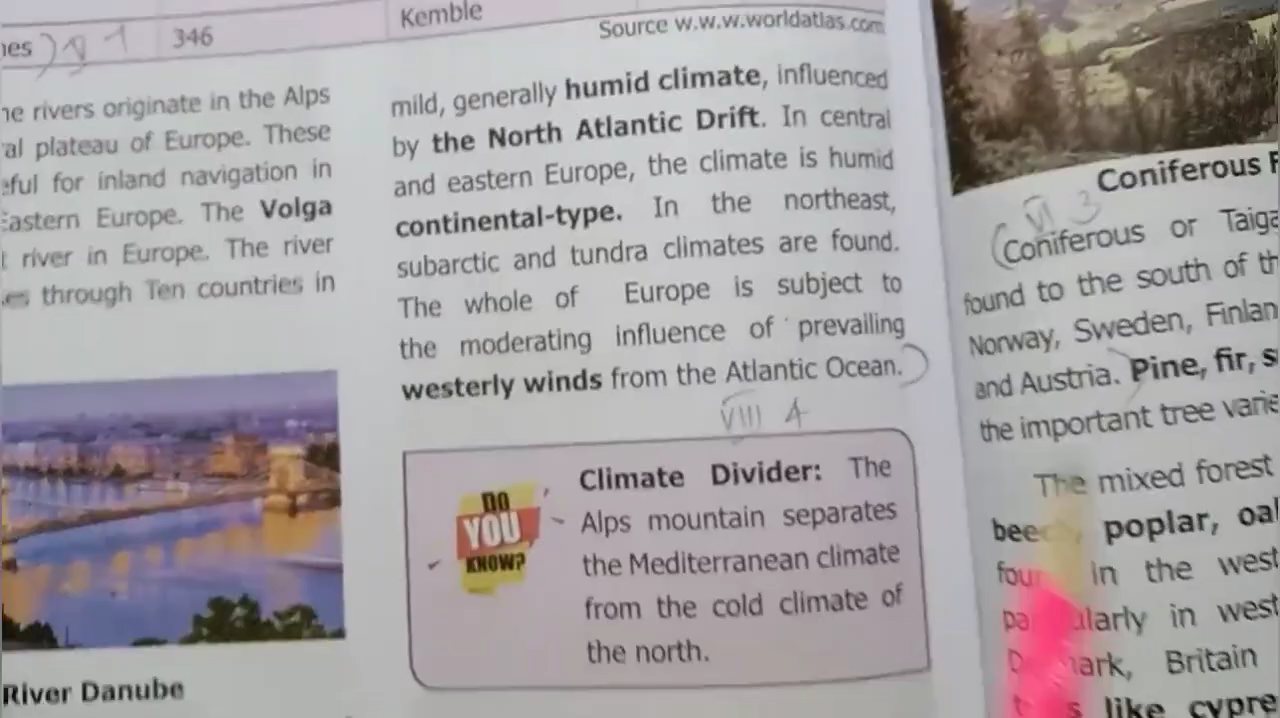 346
Kemble
Source w.w.w.worldatlas.com
rivers originate in the Alps
plateau of Europe. These
for inland navigation in
Eastern Europe. The Volga
river in Europe. The river
through Ten countries in
River Danube
mild, generally humid climate, influenced
by the North Atlantic Drift. In central
and eastern Europe, the climate is humid
continental-type. In the northeast,
subarctic and tundra climates are found.
The whole of Europe is subject to
the moderating influence of prevailing
westerly winds from the Atlantic Ocean.)
VIII 4
DO
YOU
KNOW?
Climate Divider: The
Alps mountain separates
the Mediterranean climate
from the cold climate of
the north.
Coniferous
VI 3
(Coniferous or Taiga
found to the south of
Norway, Sweden,
and Austria.) Pine, fir,
the important tree
The mixed forest
poplar,
in the west
in west
Britain
like